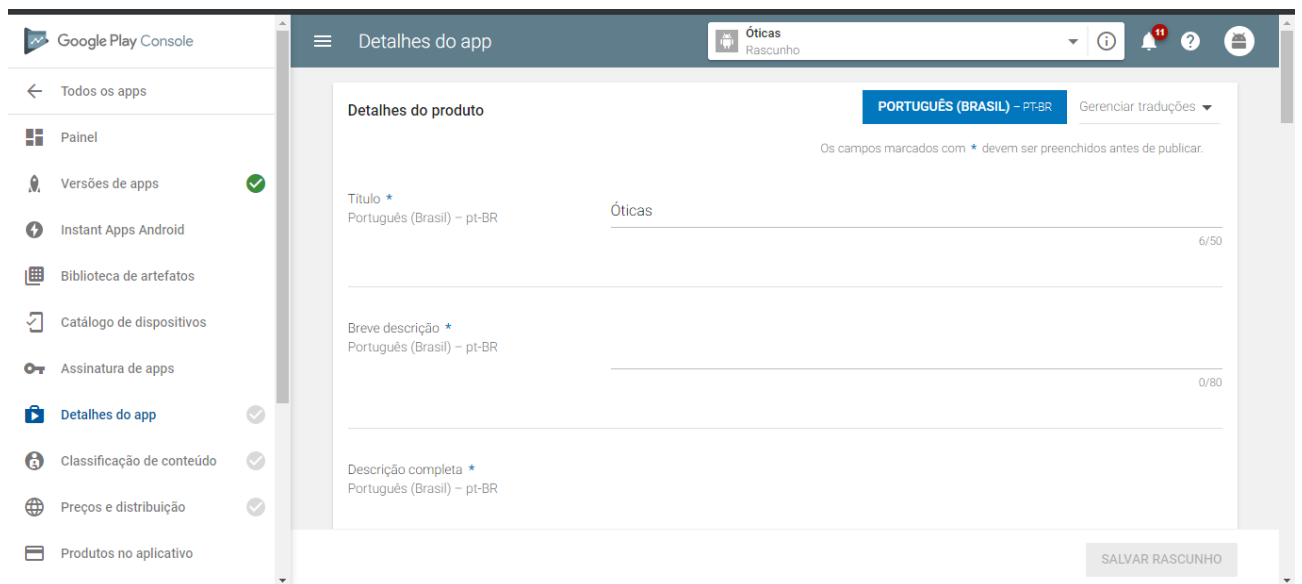 Google Play Console
Detalhes do app
Óticas
Rascunho
11
Todos os apps
Painel
Versões de apps
Instant Apps Android
Biblioteca de artefatos
Catálogo de dispositivos
Assinatura de apps
Detalhes do app
Classificação de conteúdo
Preços e distribuição
Produtos no aplicativo
Detalhes do produto
PORTUGUÊS (BRASIL) – PT-BR
Gerenciar traduções
Os campos marcados com * devem ser preenchidos antes de publicar.
Título *
Português (Brasil) – pt-BR
Óticas
6/50
Breve descrição *
Português (Brasil) – pt-BR
0/80
Descrição completa *
Português (Brasil) – pt-BR
SALVAR RASCUNHO